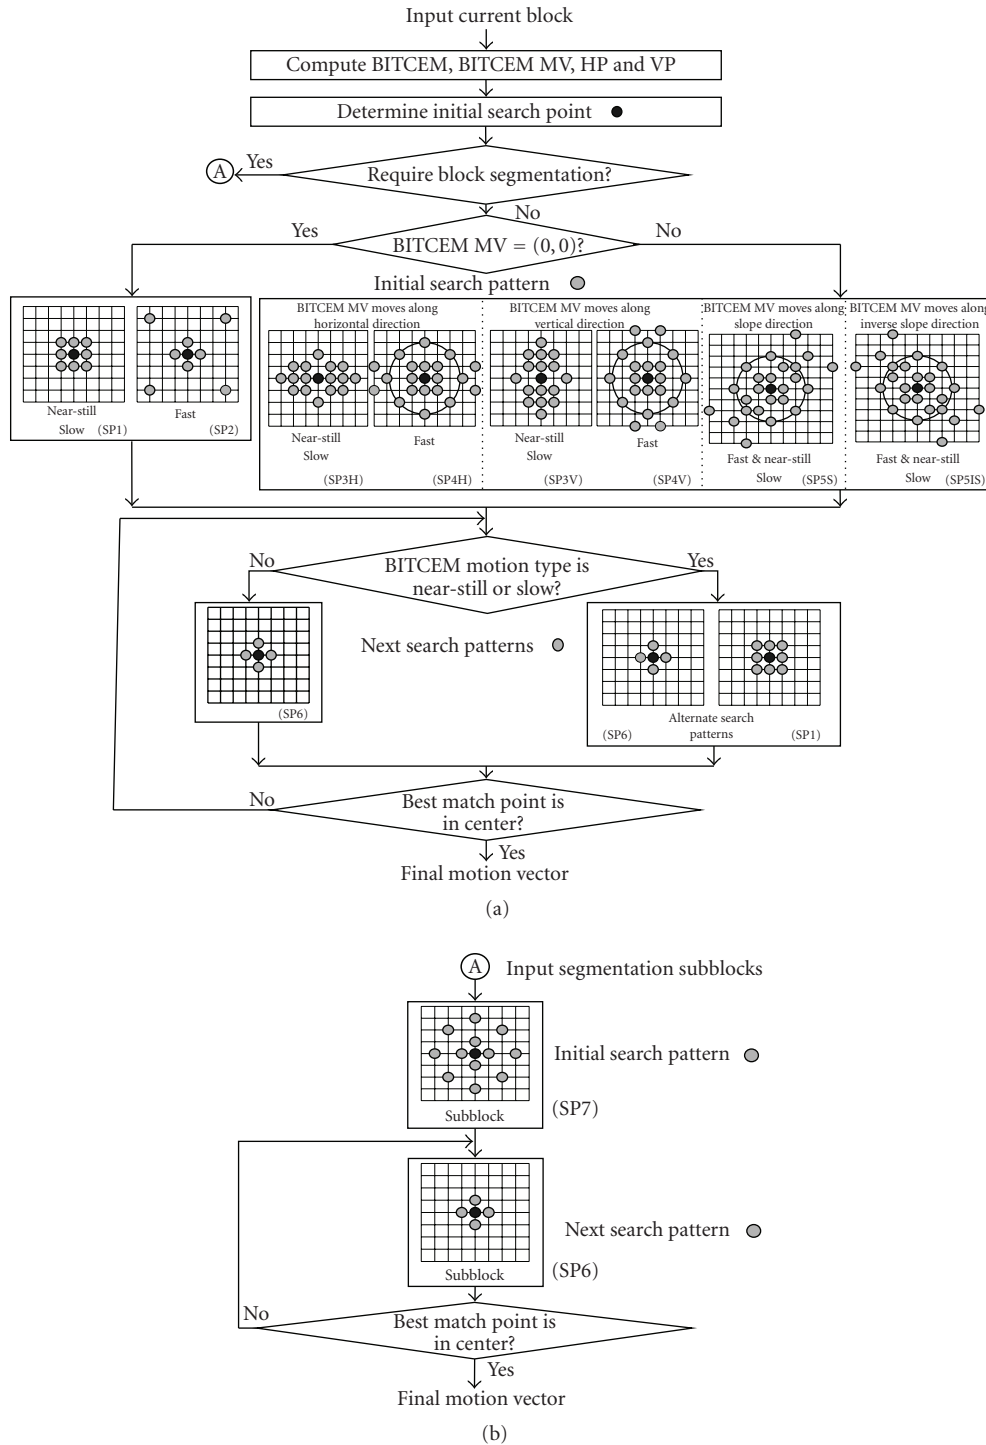 Input current block
Compute BITCEM, BITCEM MV, HP and VP
Determine initial search point
Require block segmentation?
Yes
A
No
BITCEM MV = (0, 0)?
Yes
No
Initial search pattern
Near-still
Slow
(SP1)
Fast
(SP2)
BITCEM MV moves along
horizontal direction
Near-still
Slow
(SP3H)
Fast
(SP4H)
BITCEM MV moves along
vertical direction
Near-still
Slow
(SP3V)
Fast
(SP4V)
BITCEM MV moves along
slope direction
Fast & near-still
Slow
(SP5S)
BITCEM MV moves along
inverse slope direction
Fast & near-still
Slow
(SP5IS)
BITCEM motion type is
near-still or slow?
No
Yes
(SP6)
Next search patterns
Alternate search
patterns
(SP6)
(SP1)
Best match point is
in center?
No
Yes
Final motion vector
(a)
A
Input segmentation subblocks
Subblock
Initial search pattern
(SP7)
Subblock
Next search pattern
(SP6)
Best match point is
in center?
No
Yes
Final motion vector
(b)